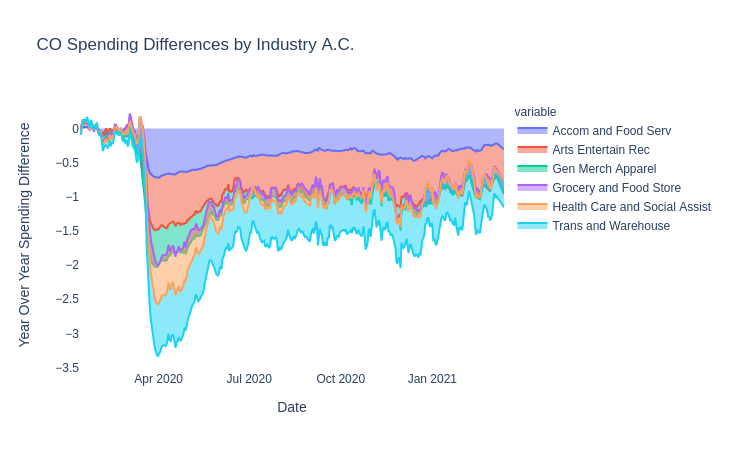 CO Spending Differences by Industry A.C.
variable
Accom and Food Serv
Arts Entertain Rec
Gen Merch Apparel
Grocery and Food Store
Health Care and Social Assist
Trans and Warehouse
Year Over Year Spending Difference
0
−0.5
−1
−1.5
−2
−2.5
−3
−3.5
Apr 2020
Jul 2020
Oct 2020
Jan 2021
Date